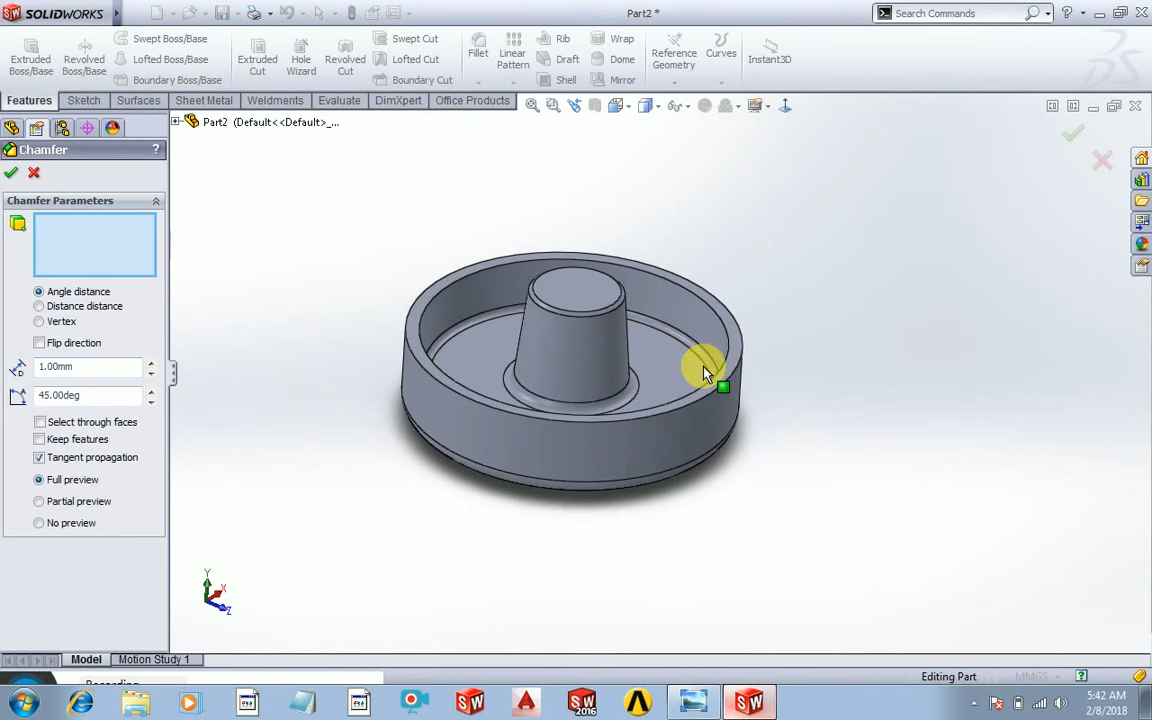 SOLIDWORKS
Part2 *
Search Commands
Extruded Boss/Base
Revolved Boss/Base
Swept Boss/Base
Lofted Boss/Base
Boundary Boss/Base
Extruded Cut
Hole Wizard
Revolved Cut
Swept Cut
Lofted Cut
Boundary Cut
Fillet
Linear Pattern
Rib
Draft
Shell
Wrap
Dome
Mirror
Reference Geometry
Curves
Instant3D
Features Sketch Surfaces Sheet Metal Weldments Evaluate DimXpert Office Products
Part2 (Default<<Default>_...
Chamfer ?
Chamfer Parameters
Angle distance
Distance distance
Vertex
Flip direction
D 1.00mm
A 45.00deg
Select through faces
Keep features
Tangent propagation
Full preview
Partial preview
No preview
Y
X
Z
Model Motion Study 1
Editing Part MMGS
SW SW 2016 SW
5:42 AM
2/8/2018